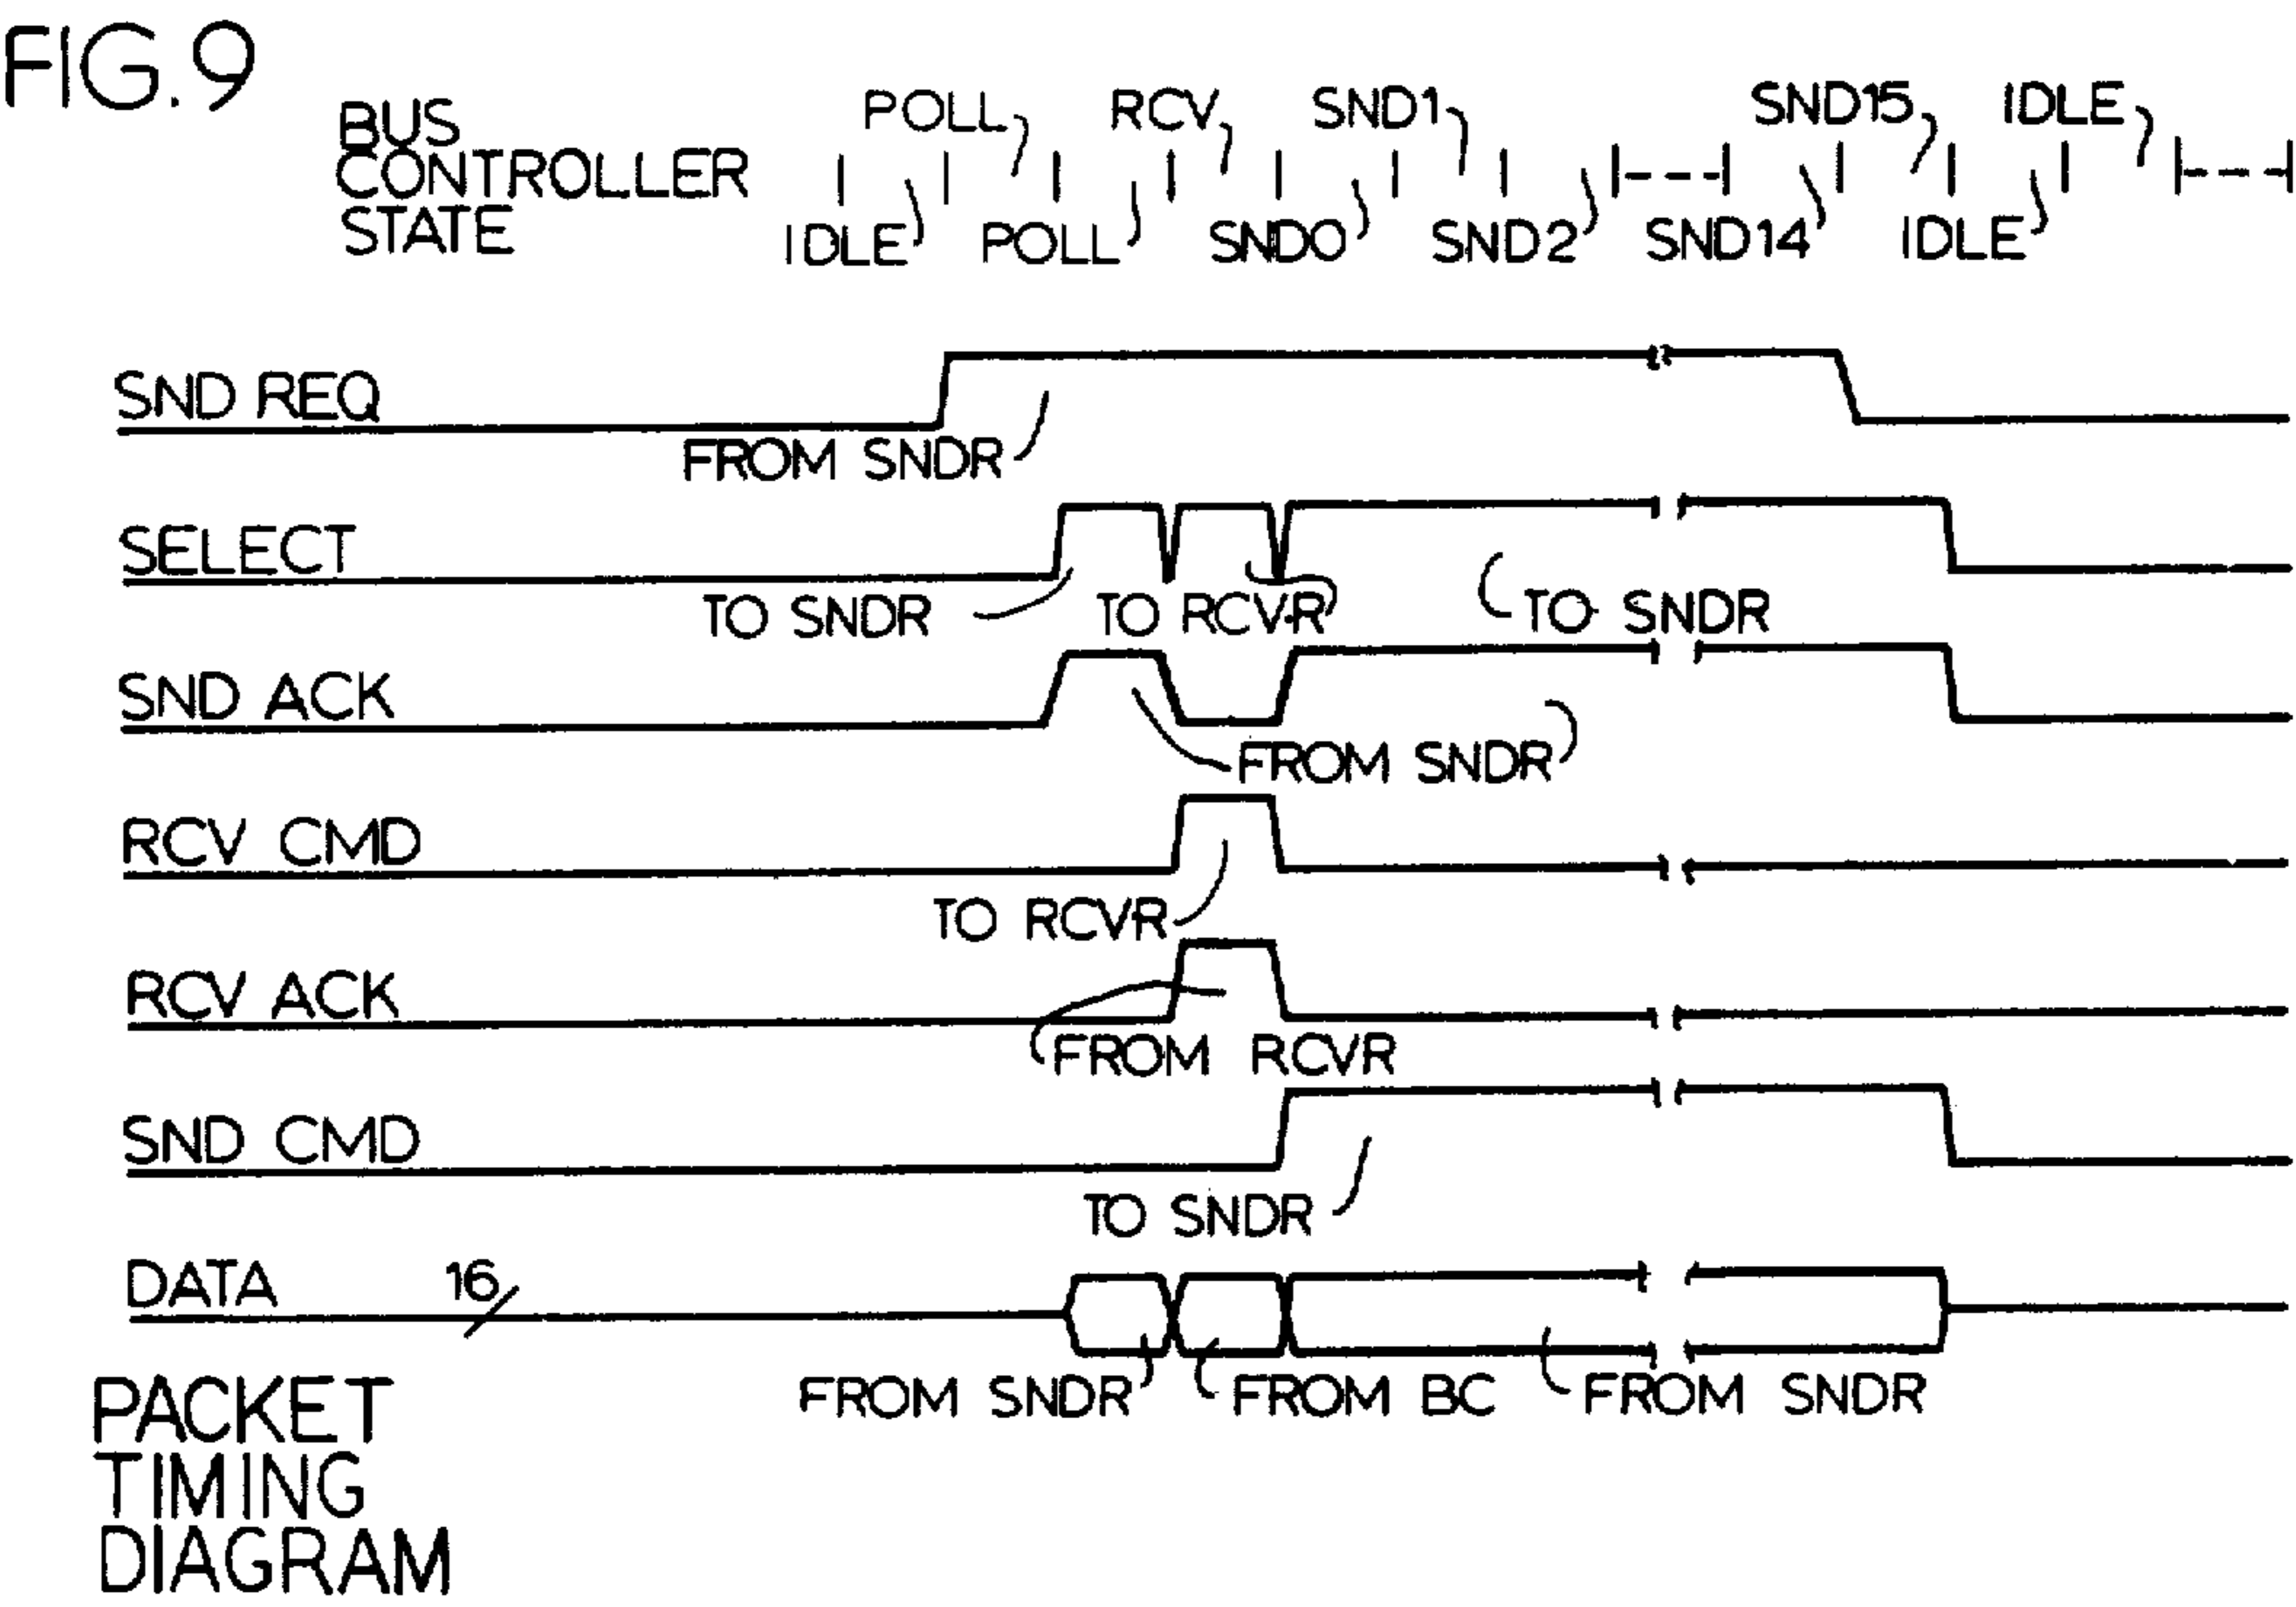 FIG. 9
BUS
CONTROLLER
STATE
POLL
RCV
SND1
SND15
IDLE
IDLE
POLL
SND0
SND2
SND14
IDLE
SND REQ
FROM SNDR
SELECT
TO SNDR
TO RCVR
TO SNDR
SND ACK
FROM SNDR
RCV CMD
TO RCVR
RCV ACK
FROM RCVR
SND CMD
TO SNDR
DATA
16
FROM SNDR
FROM BC
FROM SNDR
PACKET
TIMING
DIAGRAM